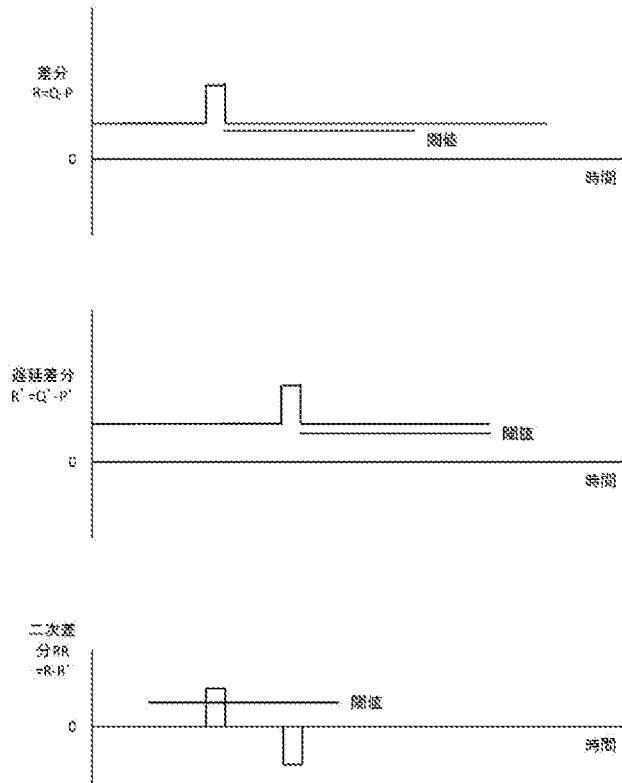 差分
R=Q-P
0
閾値
時間
遅延差分
R'=Q'-P'
0
閾値
時間
二次差
分RR
=R-R'
0
閾値
時間